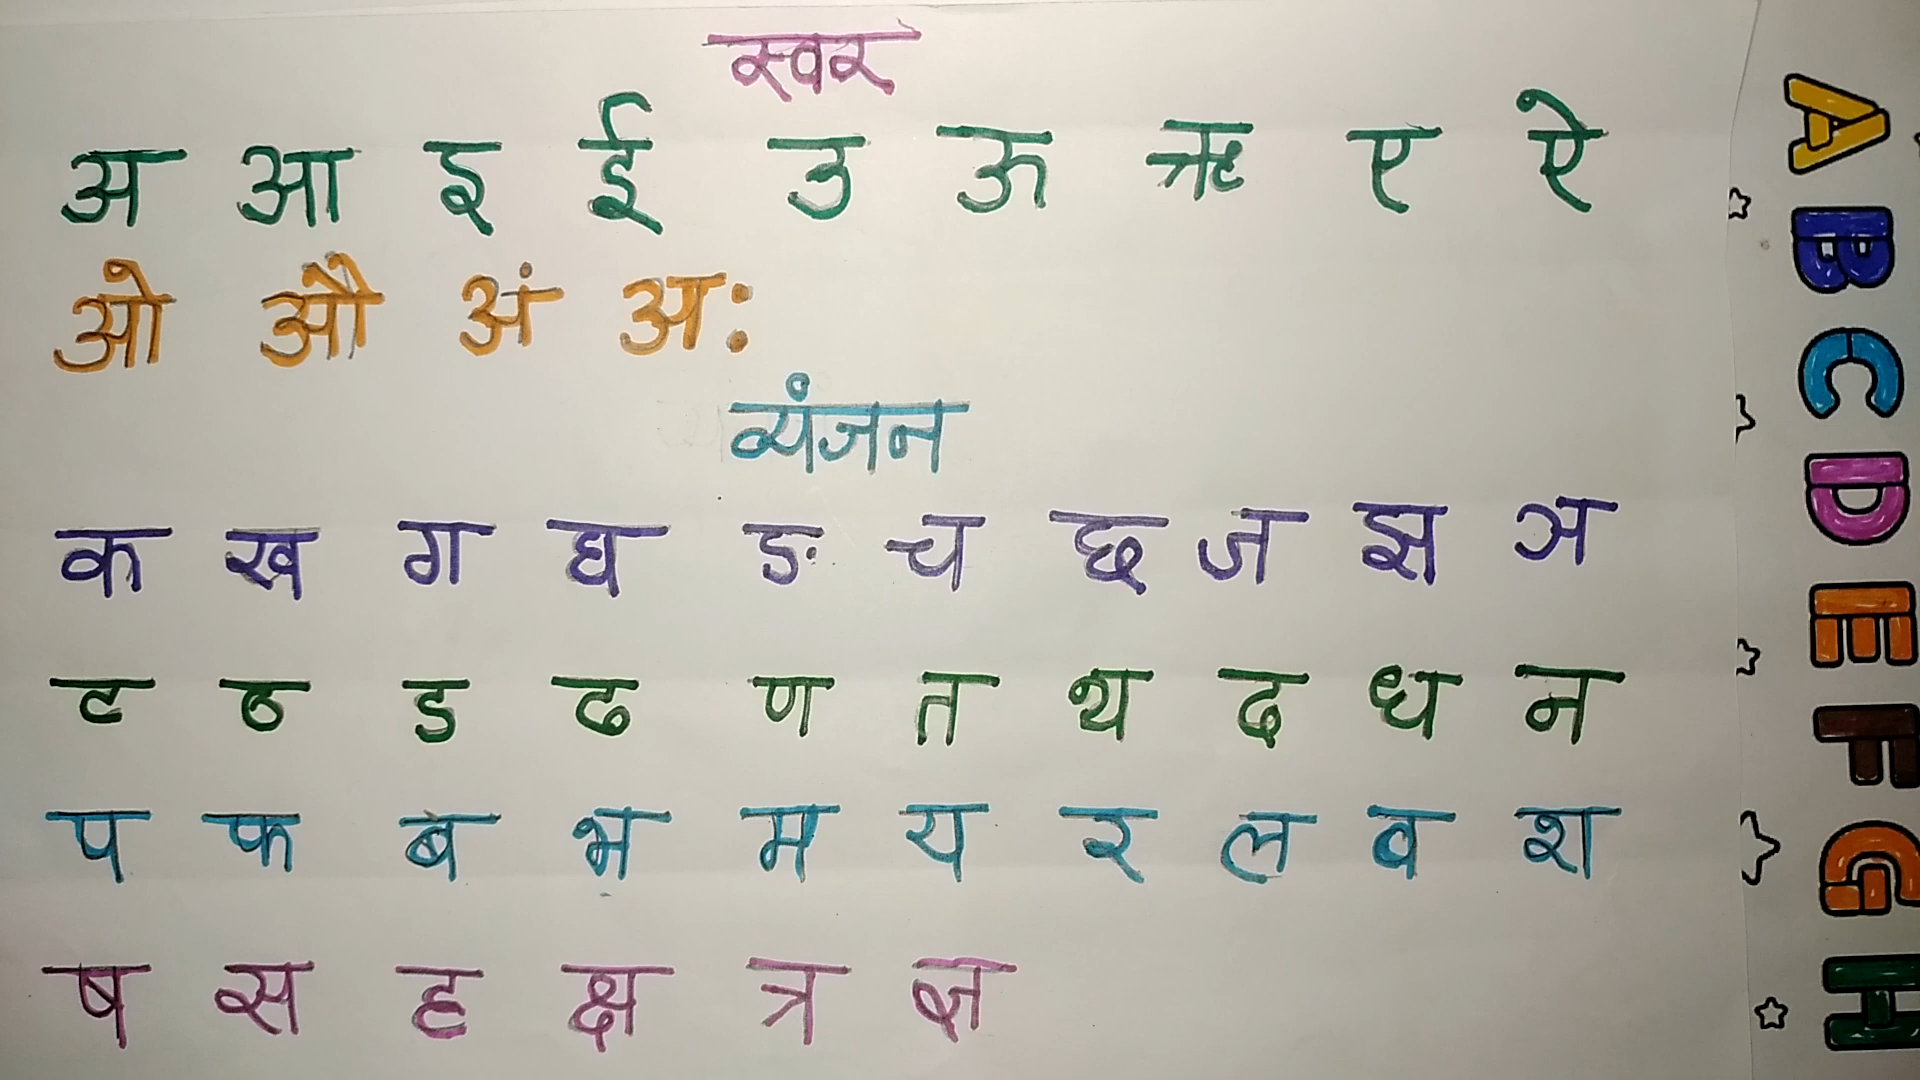 स्वर
अ आ इ ई उ ऊ ऋ ए ऐ
ओ औ अं अः
व्यंजन
क ख ग घ ङ च छ ज झ ञ
ट ठ ड ढ ण त थ द ध न
प फ ब भ म य र ल व श
ष स ह क्ष त्र ज्ञ
A
B
C
D
E
F
G
H